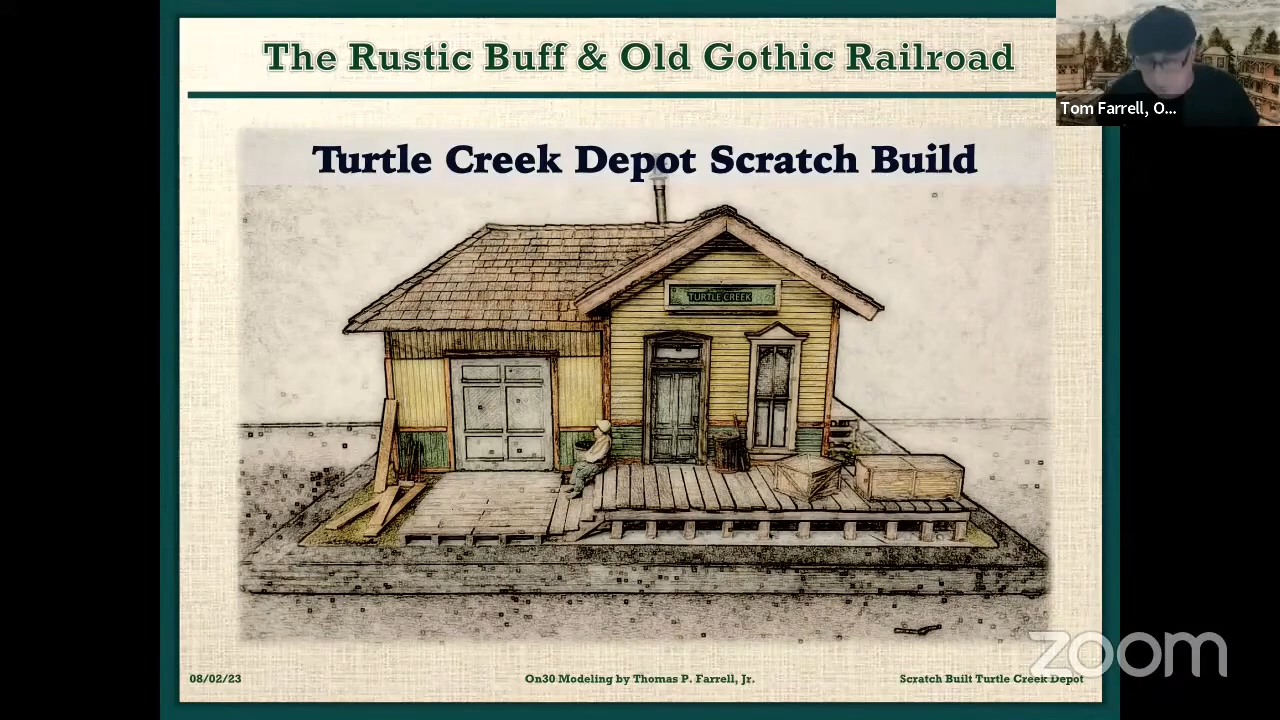 The Rustic Buff & Old Gothic Railroad
Tom Farrell, O...
Turtle Creek Depot Scratch Build
TURTLE CREEK
zoom
08/02/23
On30 Modeling by Thomas P. Farrell, Jr.
Scratch Built Turtle Creek Depot